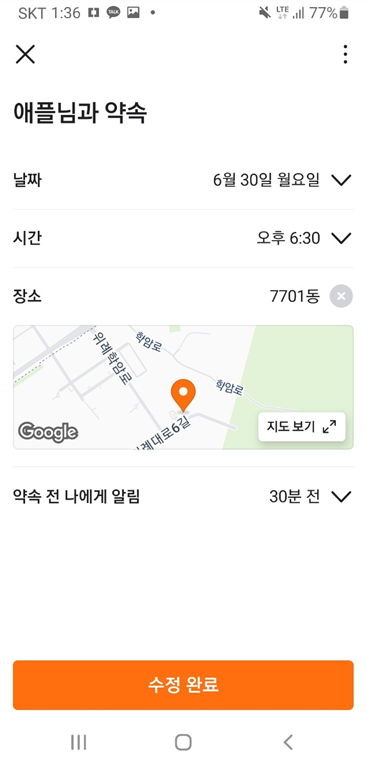 SKT 1:36 TALK LTE 77%
애플님과 약속
날짜 6월 30일 월요일
시간 오후 6:30
장소 7701동
위례학암로
학암로
학암로
위례대로6길
Google
지도 보기
약속 전 나에게 알림 30분 전
수정 완료